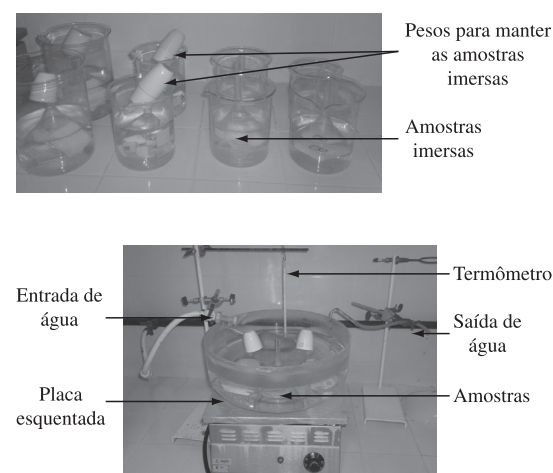 Pesos para manter
as amostras
imersas
Amostras
imersas
Termômetro
Entrada de
água
Saída de
água
Placa
esquentada
Amostras